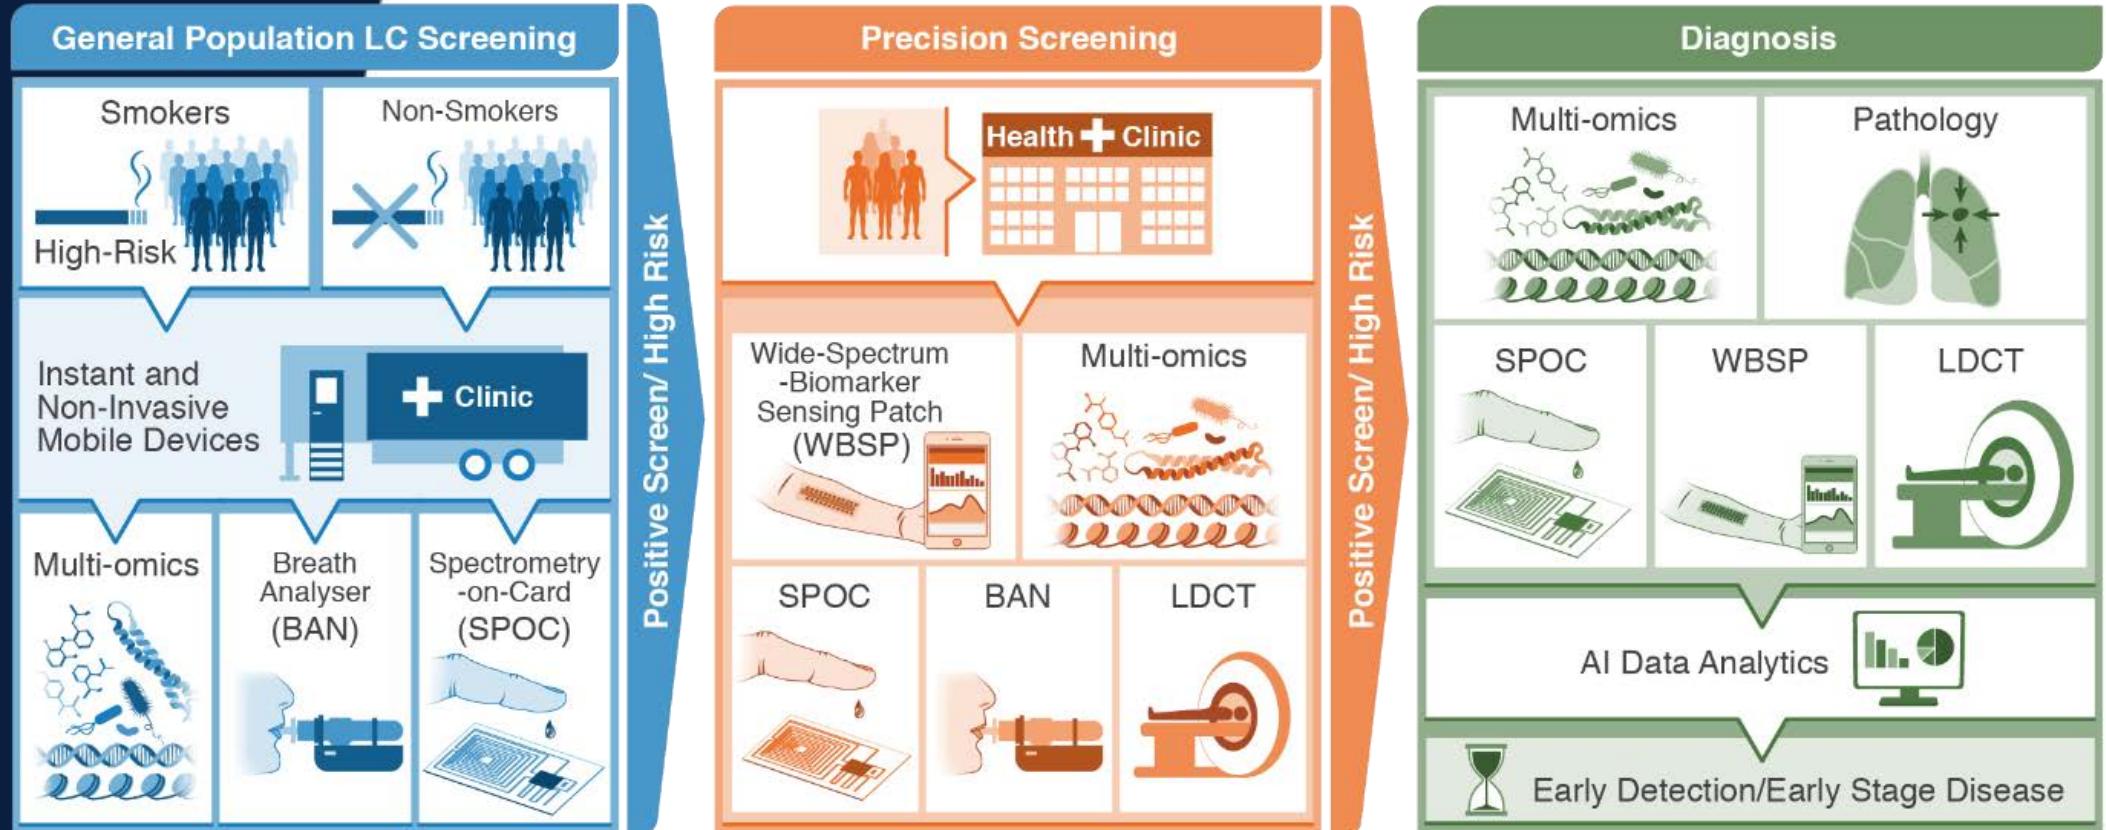 General Population LC Screening
Smokers
High-Risk
Non-Smokers
Instant and
Non-Invasive
Mobile Devices
Clinic
Multi-omics
Breath
Analyser
(BAN)
Spectrometry
-on-Card
(SPOC)
Positive Screen/ High Risk
Precision Screening
Health
Clinic
Wide-Spectrum
-Biomarker
Sensing Patch
(WBSP)
Multi-omics
SPOC
BAN
LDCT
Positive Screen/ High Risk
Diagnosis
Multi-omics
Pathology
SPOC
WBSP
LDCT
AI Data Analytics
Early Detection/Early Stage Disease